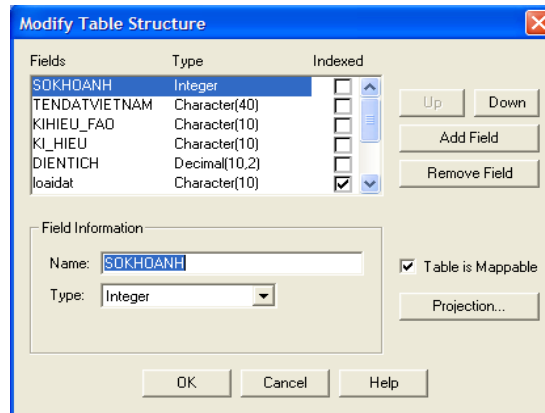 Modify Table Structure
Fields Type Indexed
SOKHOANH Integer
TENDATVIETNAM Character(40)
KIHIEU_FAO Character(10)
KI_HIEU Character(10)
DIENTICH Decimal(10,2)
loaidat Character(10)
Up Down
Add Field
Remove Field
Field Information
Name: SOKHOANH
Type: Integer
Table is Mappable
Projection...
OK Cancel Help